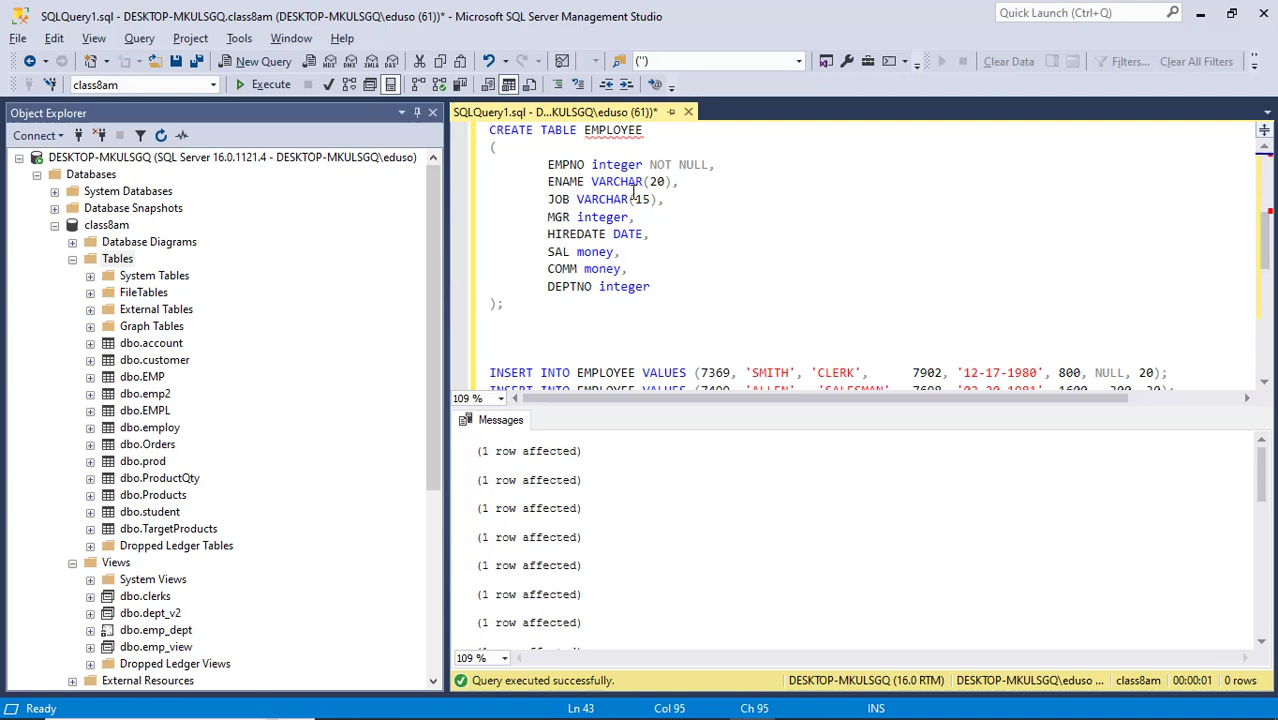 SQLQuery1.sql - DESKTOP-MKULSGQ.class8am (DESKTOP-MKULSGQ\eduso (61))* - Microsoft SQL Server Management Studio
Quick Launch (Ctrl+Q)
File Edit View Query Project Tools Window Help
New Query MDX DMX XMLA DAX ('') Clear Data Filters... Clear All Filters
class8am Execute
Object Explorer
Connect
DESKTOP-MKULSGQ (SQL Server 16.0.1121.4 - DESKTOP-MKULSGQ\eduso)
Databases
System Databases
Database Snapshots
class8am
Database Diagrams
Tables
System Tables
FileTables
External Tables
Graph Tables
dbo.account
dbo.customer
dbo.EMP
dbo.emp2
dbo.EMPL
dbo.employ
dbo.Orders
dbo.prod
dbo.ProductQty
dbo.Products
dbo.student
dbo.TargetProducts
Dropped Ledger Tables
Views
System Views
dbo.clerks
dbo.dept_v2
dbo.emp_dept
dbo.emp_view
Dropped Ledger Views
External Resources
SQLQuery1.sql - D...KULSGQ\eduso (61))*
CREATE TABLE EMPLOYEE
(
EMPNO integer NOT NULL,
ENAME VARCHAR(20),
JOB VARCHAR(15),
MGR integer,
HIREDATE DATE,
SAL money,
COMM money,
DEPTNO integer
);
INSERT INTO EMPLOYEE VALUES (7369, 'SMITH', 'CLERK', 7902, '12-17-1980', 800, NULL, 20);
109 %
Messages
(1 row affected)
(1 row affected)
(1 row affected)
(1 row affected)
(1 row affected)
(1 row affected)
(1 row affected)
109 %
Query executed successfully. DESKTOP-MKULSGQ (16.0 RTM) DESKTOP-MKULSGQ\eduso ... class8am 00:00:01 0 rows
Ready Ln 43 Col 95 Ch 95 INS